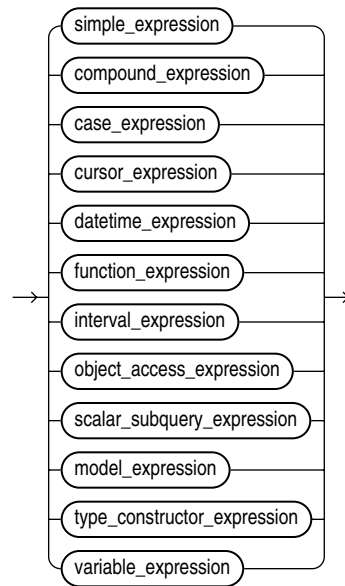 simple_expression
compound_expression
case_expression
cursor_expression
datetime_expression
function_expression
interval_expression
object_access_expression
scalar_subquery_expression
model_expression
type_constructor_expression
variable_expression